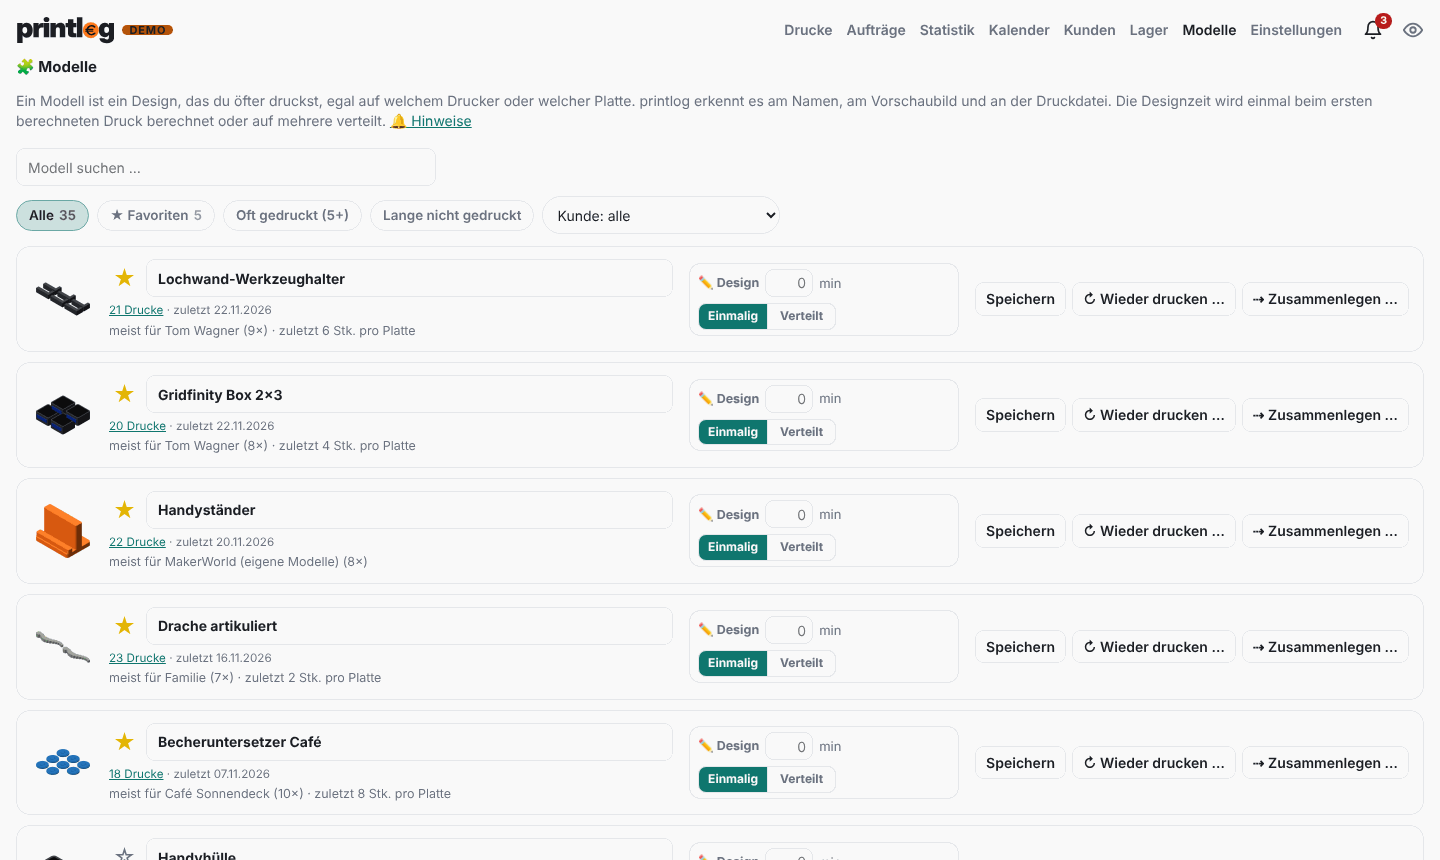 printl€g DEMO
Drucke Aufträge Statistik Kalender Kunden Lager Modelle Einstellungen 3
🧩 Modelle
Ein Modell ist ein Design, das du öfter druckst, egal auf welchem Drucker oder welcher Platte. printlog erkennt es am Namen, am Vorschaubild und an der Druckdatei. Die Designzeit wird einmal beim ersten
berechneten Druck berechnet oder auf mehrere verteilt. 🔔 Hinweise
Modell suchen ...
Alle 35 ★ Favoriten 5 Oft gedruckt (5+) Lange nicht gedruckt Kunde: alle
★ Lochwand-Werkzeughalter
21 Drucke · zuletzt 22.11.2026
meist für Tom Wagner (9×) · zuletzt 6 Stk. pro Platte
✏️ Design 0 min
Einmalig Verteilt
Speichern ↻ Wieder drucken ... ⇢ Zusammenlegen ...
★ Gridfinity Box 2×3
20 Drucke · zuletzt 22.11.2026
meist für Tom Wagner (8×) · zuletzt 4 Stk. pro Platte
✏️ Design 0 min
Einmalig Verteilt
Speichern ↻ Wieder drucken ... ⇢ Zusammenlegen ...
★ Handyständer
22 Drucke · zuletzt 20.11.2026
meist für MakerWorld (eigene Modelle) (8×)
✏️ Design 0 min
Einmalig Verteilt
Speichern ↻ Wieder drucken ... ⇢ Zusammenlegen ...
★ Drache artikuliert
23 Drucke · zuletzt 16.11.2026
meist für Familie (7×) · zuletzt 2 Stk. pro Platte
✏️ Design 0 min
Einmalig Verteilt
Speichern ↻ Wieder drucken ... ⇢ Zusammenlegen ...
★ Becheruntersetzer Café
18 Drucke · zuletzt 07.11.2026
meist für Café Sonnendeck (10×) · zuletzt 8 Stk. pro Platte
✏️ Design 0 min
Einmalig Verteilt
Speichern ↻ Wieder drucken ... ⇢ Zusammenlegen ...
☆ Handyhülle